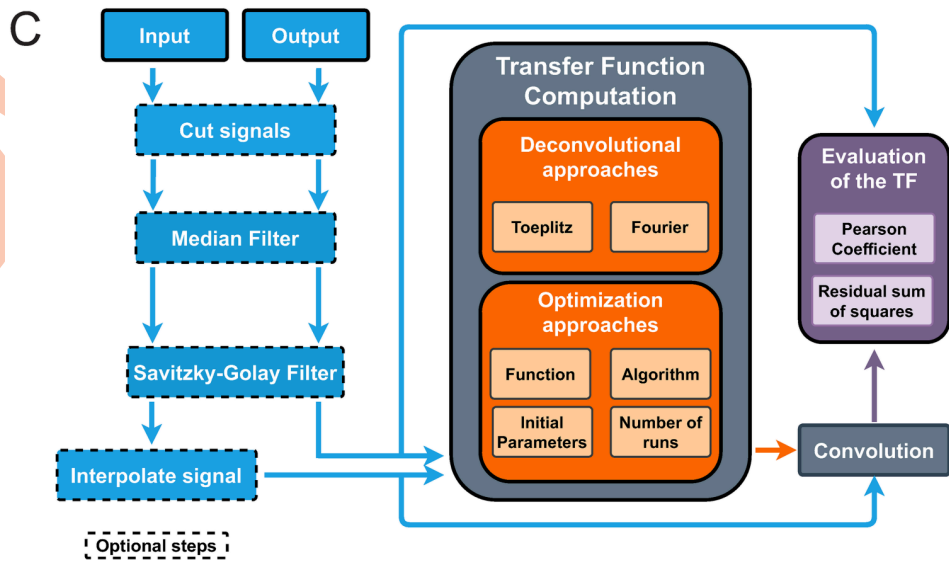 C
Input
Output
Cut signals
Median Filter
Savitzky-Golay Filter
Interpolate signal
Optional steps
Transfer Function
Computation
Deconvolutional
approaches
Toeplitz
Fourier
Optimization
approaches
Function
Algorithm
Initial
Parameters
Number of
runs
Evaluation
of the TF
Pearson
Coefficient
Residual sum
of squares
Convolution